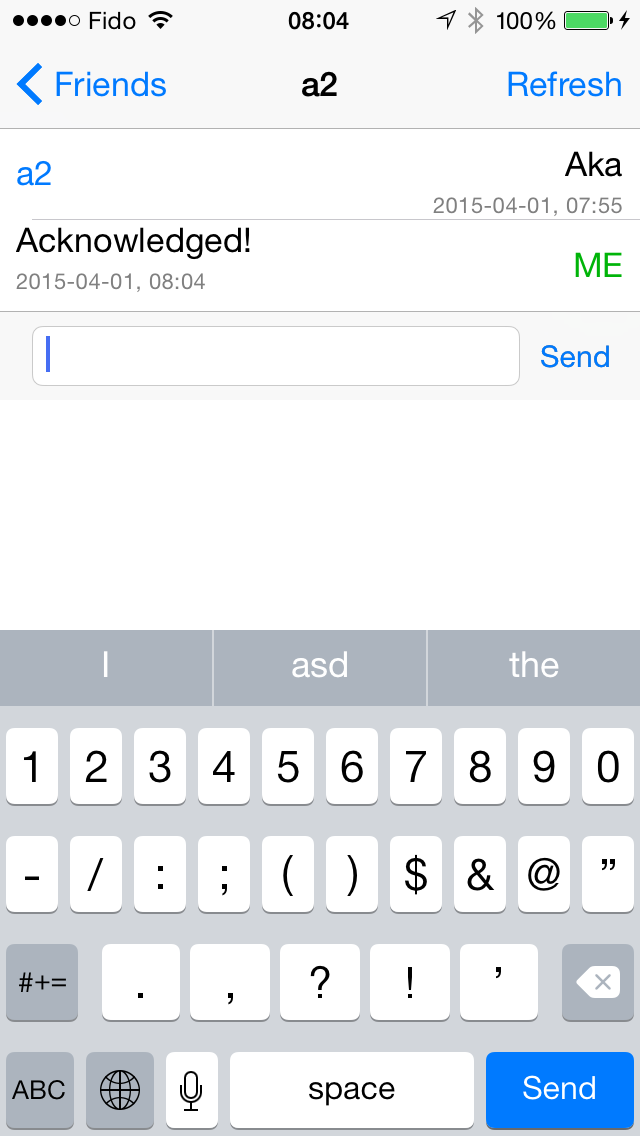 Fido 08:04 100%
Friends a2 Refresh
a2 Aka
2015-04-01, 07:55
Acknowledged!
2015-04-01, 08:04 ME
Send
I asd the
1 2 3 4 5 6 7 8 9 0
- / : ; ( ) $ & @ ”
#+= . , ? ! ’
ABC space Send